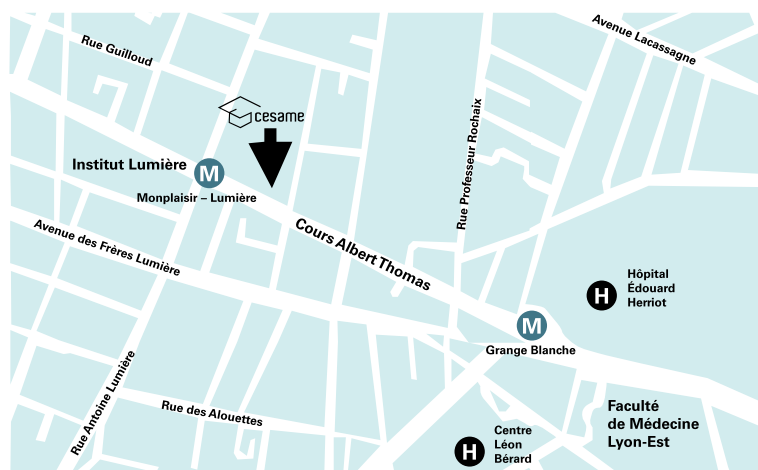 Avenue Lacassagne
Rue Guilloud
cesame
Rue Professeur Rochaix
Institut Lumière
M
Monplaisir – Lumière
Cours Albert Thomas
Avenue des Frères Lumière
H
Hôpital
Édouard
Herriot
M
Grange Blanche
Rue Antoine Lumière
Rue des Alouettes
Faculté
de Médecine
Lyon-Est
H
Centre
Léon
Bérard